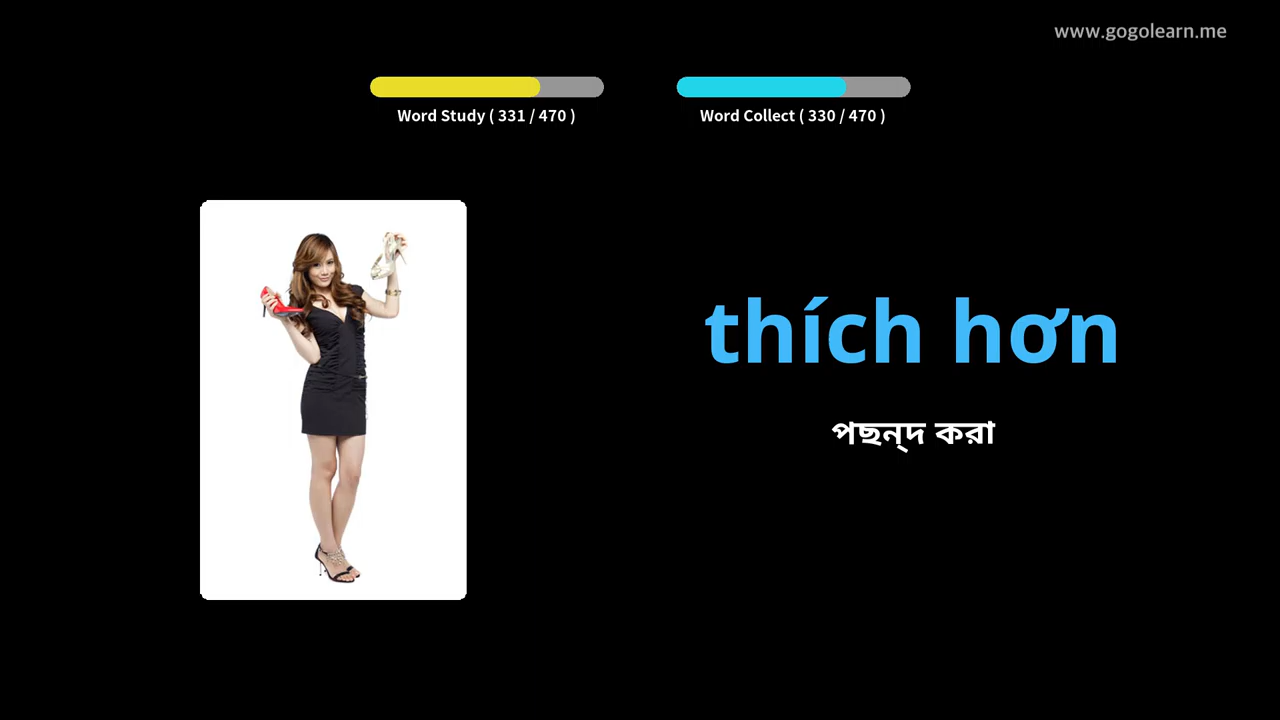 www.gogolearn.me
Word Study ( 331 / 470 )
Word Collect ( 330 / 470 )
thích hơn
পছন্দ করা